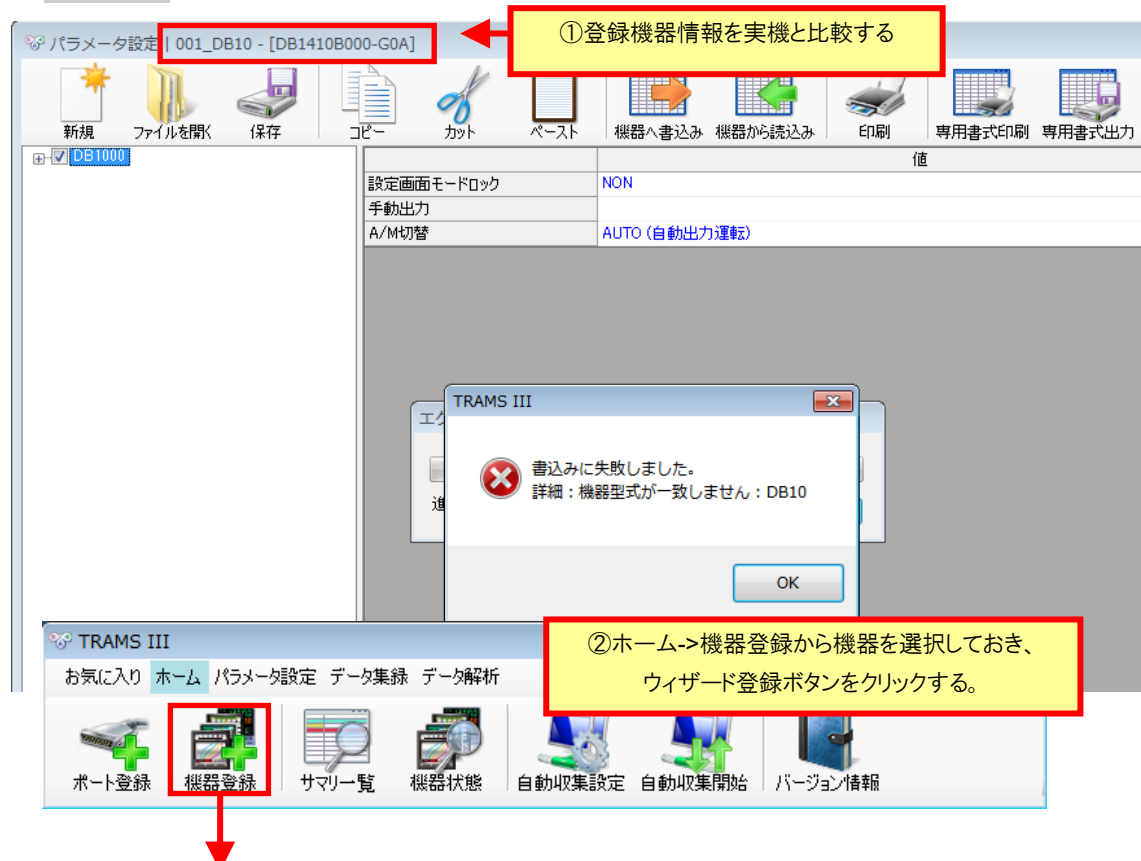 ①登録機器情報を実機と比較する
パラメータ設定 | 001_DB10 - [DB1410B000-G0A]
新規 ファイルを開く 保存 コピー カット ペースト 機器へ書込み 機器から読込み 印刷 専用書式印刷 専用書式出力
DB1000
値
設定画面モードロック NON
手動出力
A/M切替 AUTO (自動出力運転)
TRAMS III
エク
書込みに失敗しました。
詳細：機器型式が一致しません：DB10
進
OK
TRAMS III
②ホーム->機器登録から機器を選択しておき、
ウィザード登録ボタンをクリックする。
お気に入り ホーム パラメータ設定 データ集録 データ解析
ポート登録 機器登録 サマリ一覧 機器状態 自動収集設定 自動収集開始 バージョン情報